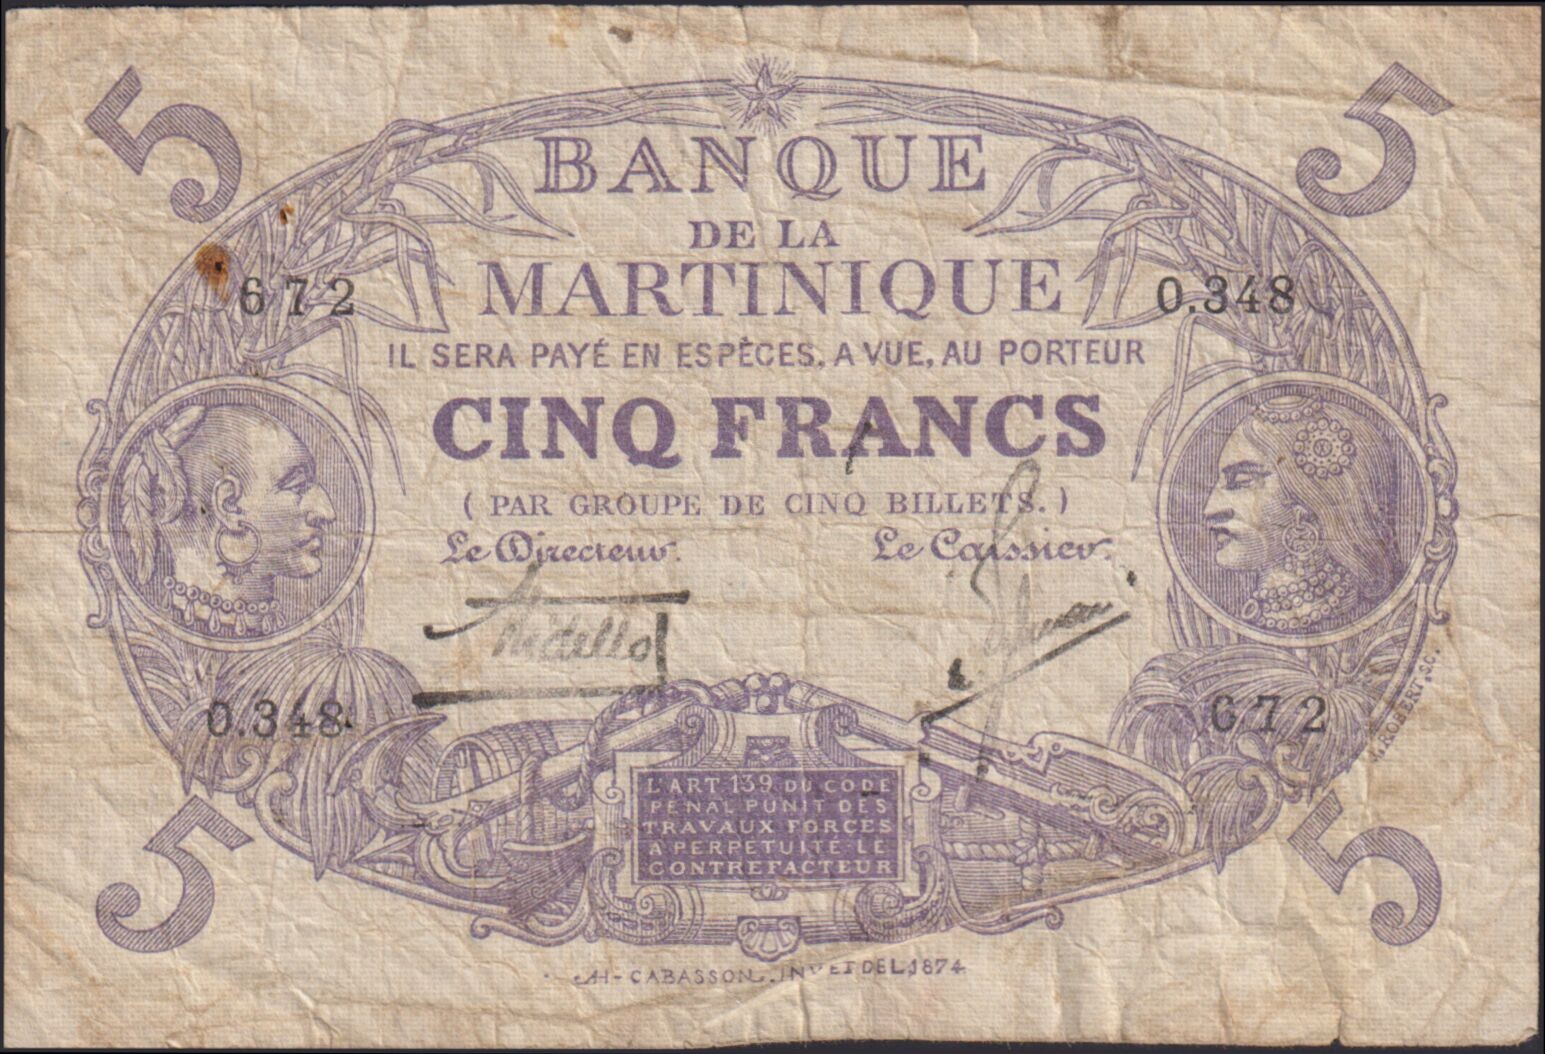 5 5
BANQUE
DE LA
MARTINIQUE
672 0.348
IL SERA PAYÉ EN ESPÈCES, A VUE, AU PORTEUR
CINQ FRANCS
( PAR GROUPE DE CINQ BILLETS. )
Le Directeur. Le Caissier.
0.348 672
L'ART 139 DU CODE
PÉNAL PUNIT DES
TRAVAUX FORCÉS
A PERPÉTUITÉ LE
CONTREFACTEUR
ROBERT SC.
5 5
CABASSON. INV ET DEL 1874